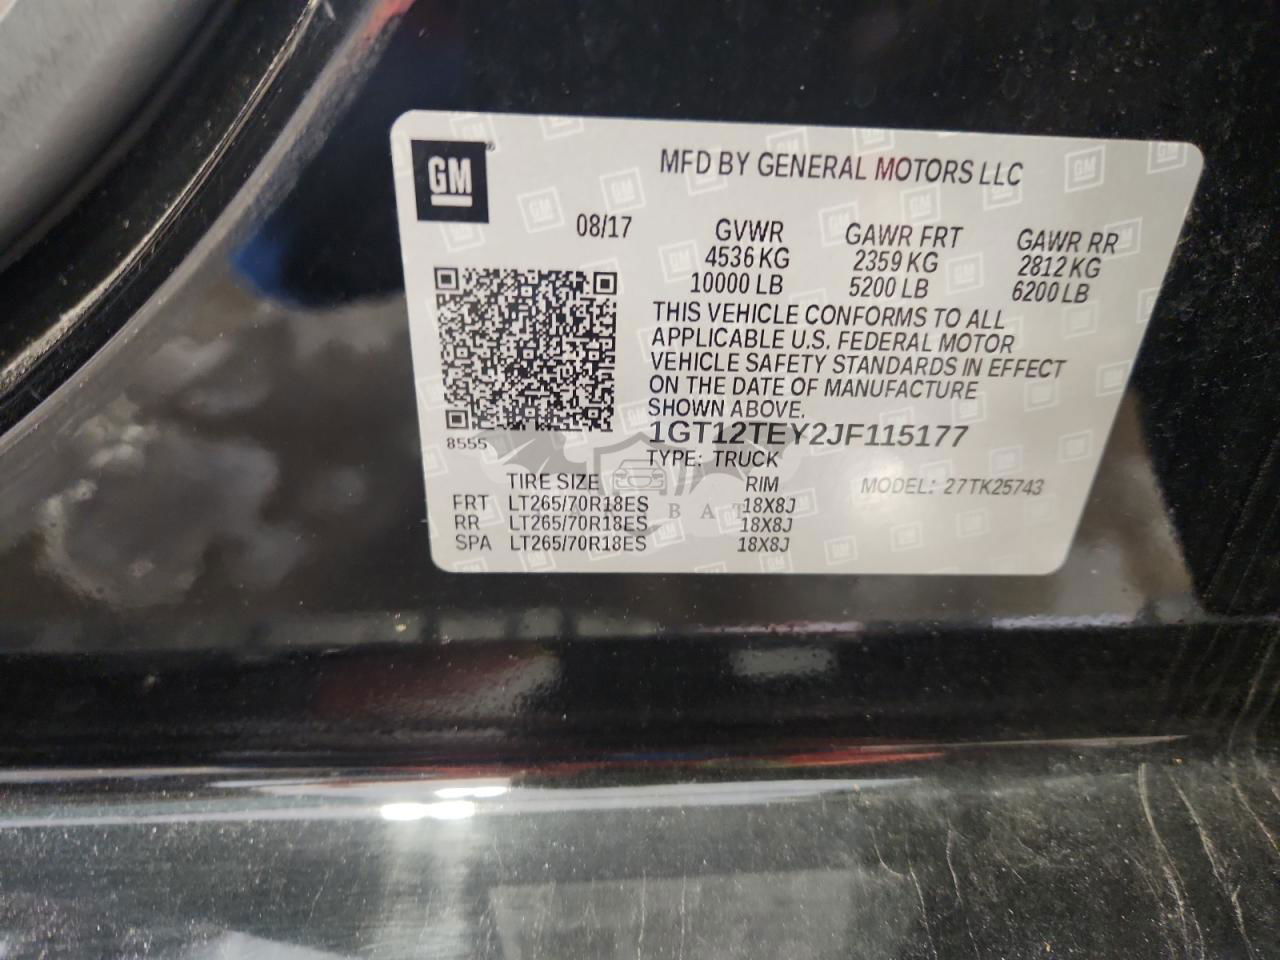 GM
MFD BY GENERAL MOTORS LLC
08/17 GVWR GAWR FRT GAWR RR
4536 KG 2359 KG 2812 KG
10000 LB 5200 LB 6200 LB
THIS VEHICLE CONFORMS TO ALL
APPLICABLE U.S. FEDERAL MOTOR
VEHICLE SAFETY STANDARDS IN EFFECT
ON THE DATE OF MANUFACTURE
SHOWN ABOVE.
8555
1GT12TEY2JF115177
TYPE: TRUCK
TIRE SIZE RIM MODEL: 27TK25743
FRT LT265/70R18ES 18X8J
RR LT265/70R18ES 18X8J
SPA LT265/70R18ES 18X8J